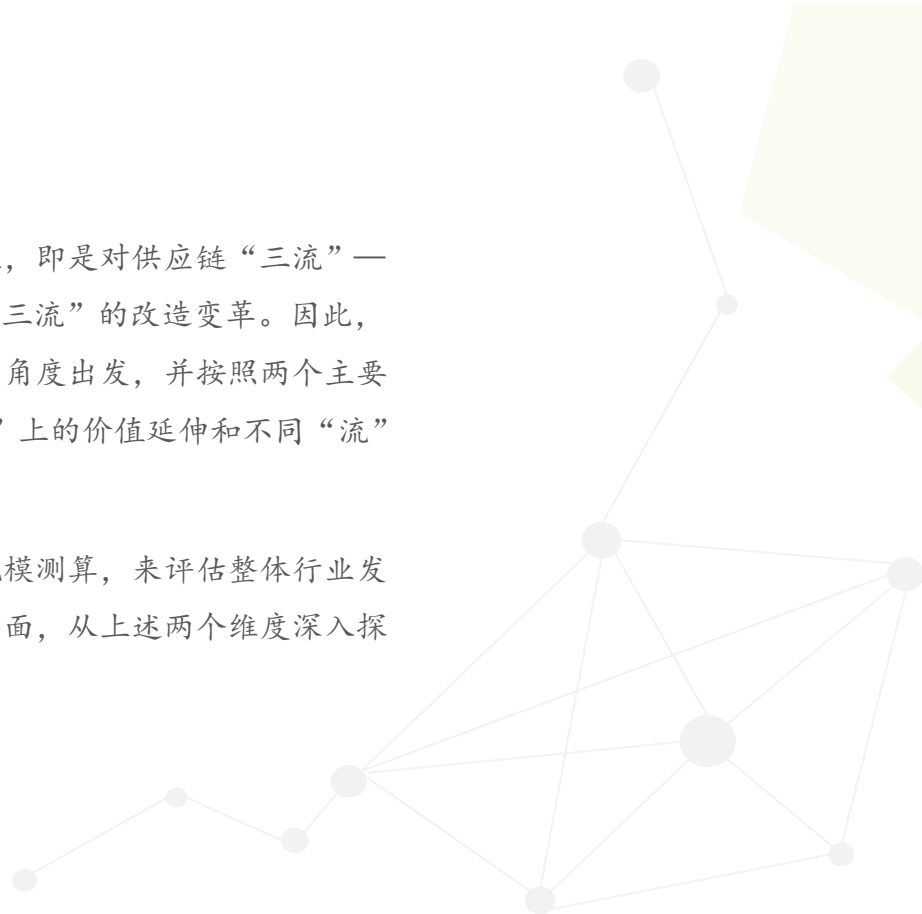 ，即是对供应链“三流”—
三流”的改造变革。因此，
角度出发，并按照两个主要
”上的价值延伸和不同“流”
模测算，来评估整体行业发
面，从上述两个维度深入探